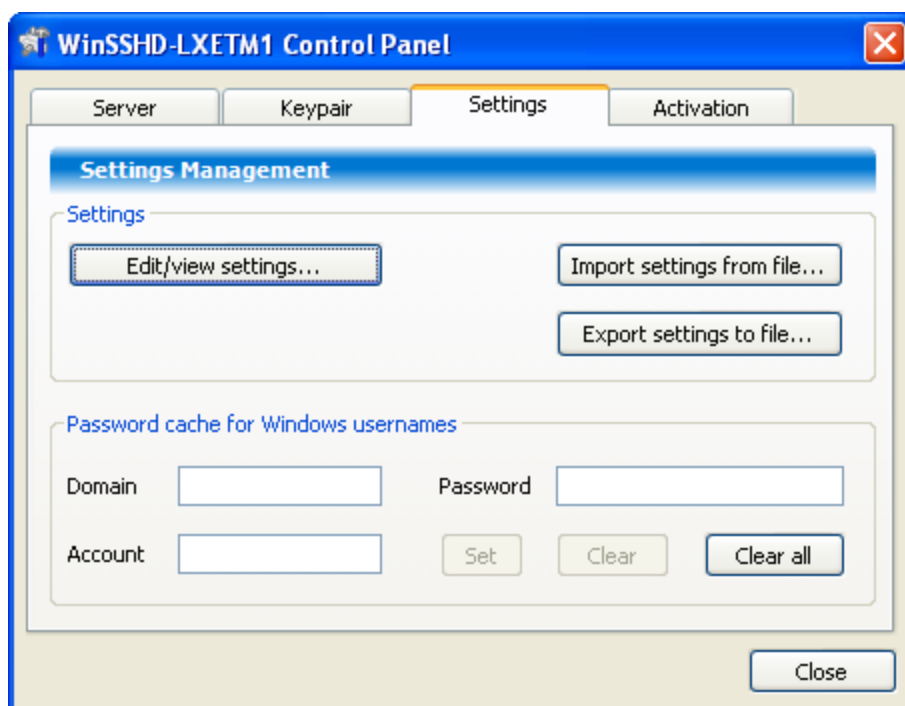 WinSSHD-LXETM1 Control Panel
Server Keypair Settings Activation
Settings Management
Settings
Edit/view settings... Import settings from file...
Export settings to file...
Password cache for Windows usernames
Domain Password
Account Set Clear Clear all
Close